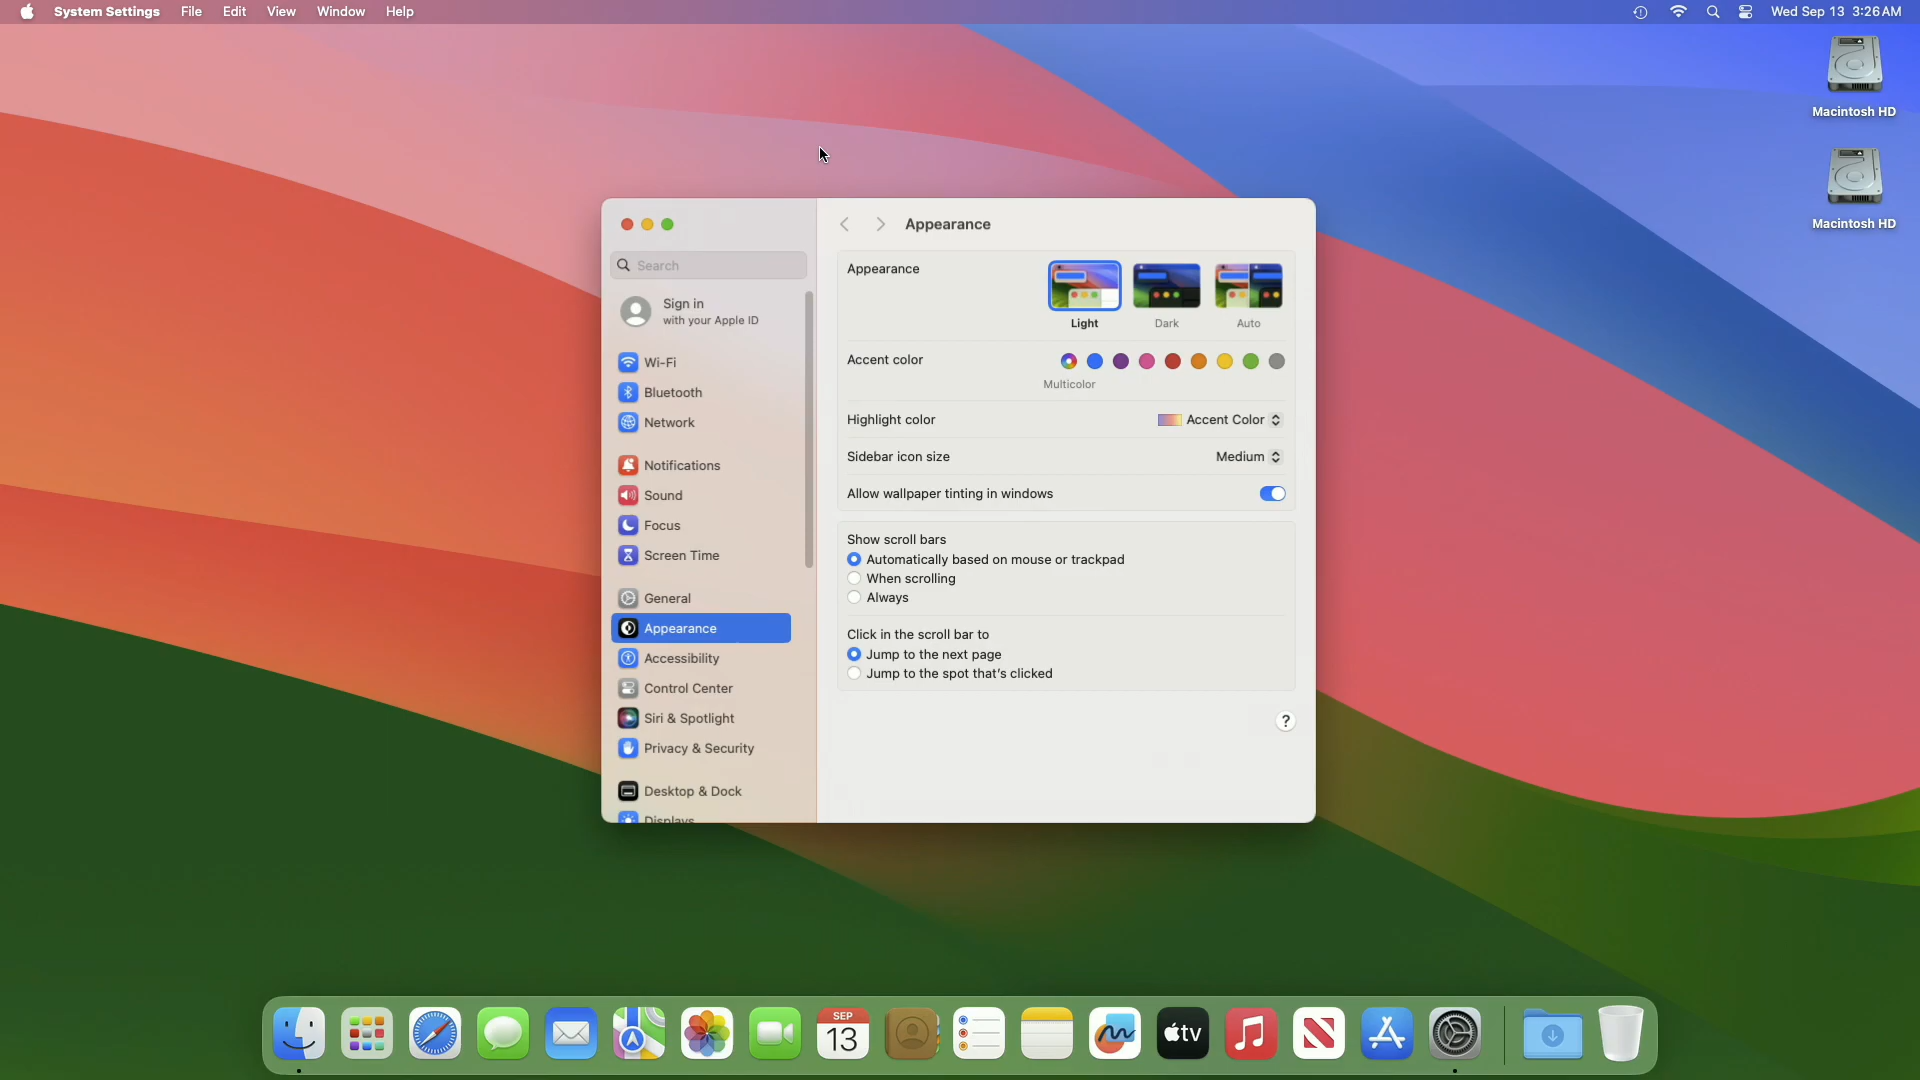 System Settings File Edit View Window Help
Wed Sep 13 3:26AM
Macintosh HD
Macintosh HD
Search
Sign in
with your Apple ID
Wi-Fi
Bluetooth
Network
Notifications
Sound
Focus
Screen Time
General
Appearance
Accessibility
Control Center
Siri & Spotlight
Privacy & Security
Desktop & Dock
Displays
Appearance
Appearance
Light Dark Auto
Accent color
Multicolor
Highlight color Accent Color
Sidebar icon size Medium
Allow wallpaper tinting in windows
Show scroll bars
Automatically based on mouse or trackpad
When scrolling
Always
Click in the scroll bar to
Jump to the next page
Jump to the spot that's clicked
?
SEP
13
tv